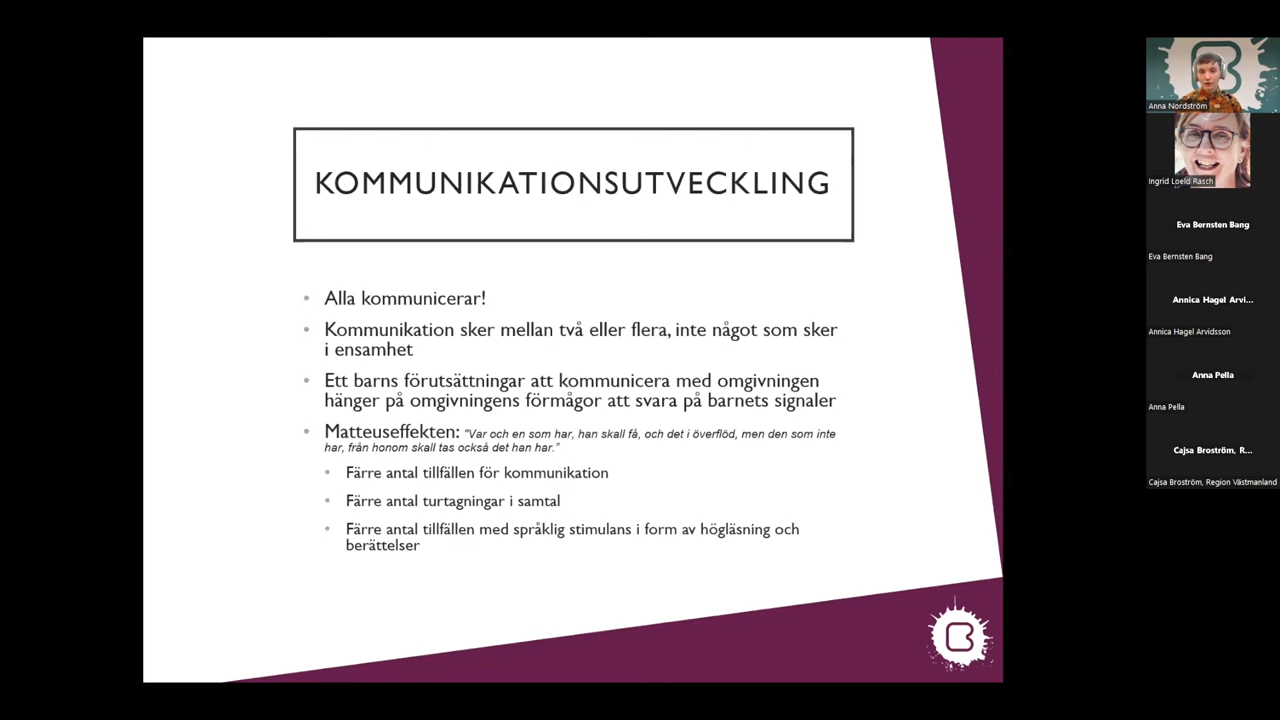 KOMMUNIKATIONSUTVECKLING
Alla kommunicerar!
Kommunikation sker mellan två eller flera, inte något som sker
i ensamhet
Ett barns förutsättningar att kommunicera med omgivningen
hänger på omgivningens förmågor att svara på barnets signaler
Matteuseffekten: "Var och en som har, han skall få, och det i överflöd, men den som inte
har, från honom skall tas också det han har."
Färre antal tillfällen för kommunikation
Färre antal turtagningar i samtal
Färre antal tillfällen med språklig stimulans i form av högläsning och
berättelser
Anna Nordström
Ingrid Loeld Rasch
Eva Bernsten Bang
Eva Bernsten Bang
Annica Hagel Arvi...
Annica Hagel Arvidsson
Anna Pella
Anna Pella
Cajsa Broström, R...
Cajsa Broström, Region Västmanland